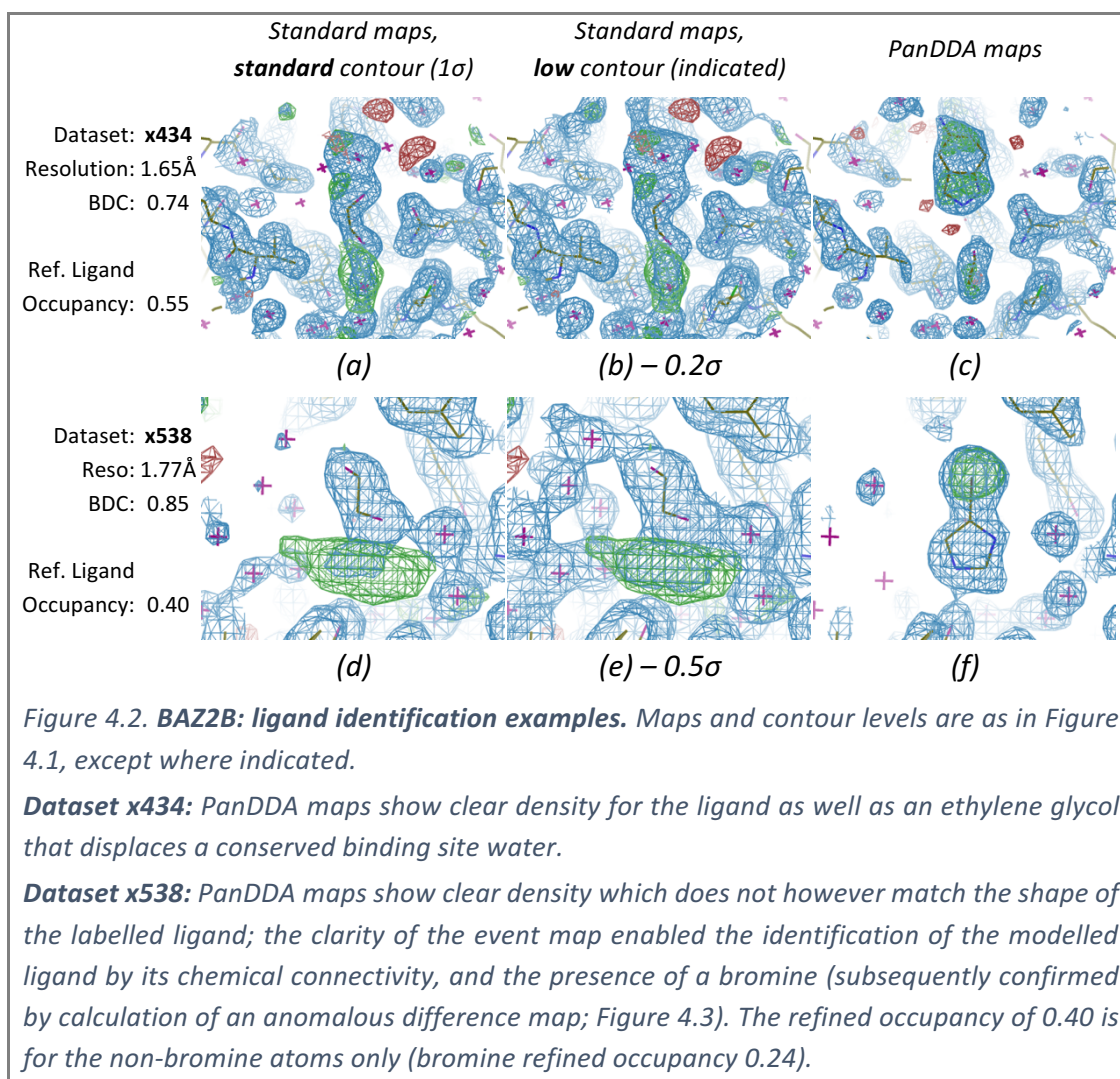 Standard maps,
standard contour (1σ)
Standard maps,
low contour (indicated)
PanDDA maps
Dataset: x434
Resolution: 1.65Å
BDC: 0.74
Ref. Ligand
Occupancy: 0.55
(a)
(b) – 0.2σ
(c)
Dataset: x538
Reso: 1.77Å
BDC: 0.85
Ref. Ligand
Occupancy: 0.40
(d)
(e) – 0.5σ
(f)
Figure 4.2. BAZ2B: ligand identification examples. Maps and contour levels are as in Figure
4.1, except where indicated.
Dataset x434: PanDDA maps show clear density for the ligand as well as an ethylene glycol
that displaces a conserved binding site water.
Dataset x538: PanDDA maps show clear density which does not however match the shape of
the labelled ligand; the clarity of the event map enabled the identification of the modelled
ligand by its chemical connectivity, and the presence of a bromine (subsequently confirmed
by calculation of an anomalous difference map; Figure 4.3). The refined occupancy of 0.40 is
for the non-bromine atoms only (bromine refined occupancy 0.24).